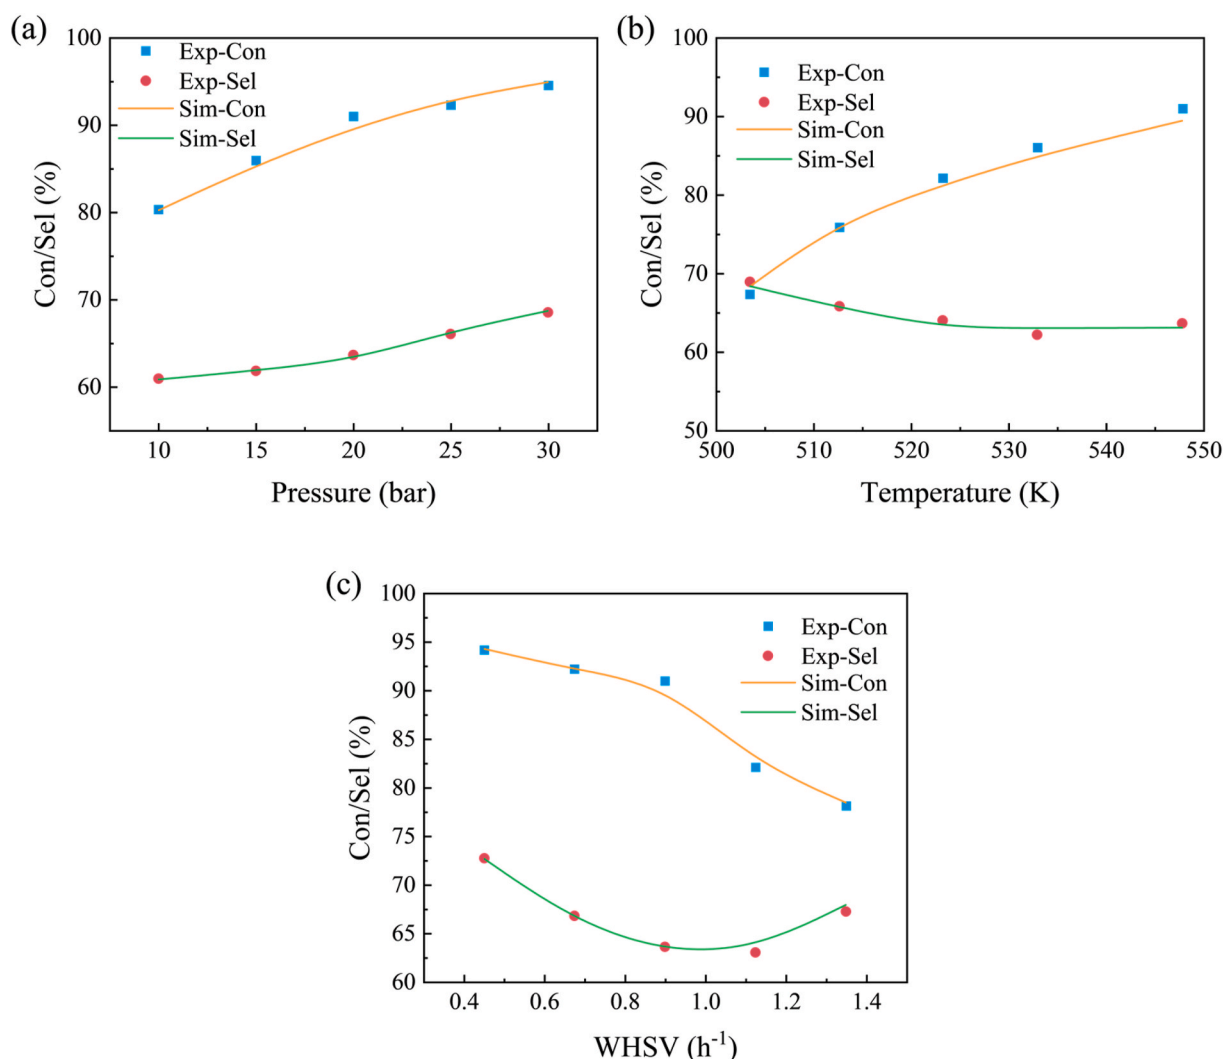 (a)
100
90
80
70
60
Con/Sel (%)
Exp-Con
Exp-Sel
Sim-Con
Sim-Sel
10 15 20 25 30
Pressure (bar)
(b)
100
90
80
70
60
50
Con/Sel (%)
Exp-Con
Exp-Sel
Sim-Con
Sim-Sel
500 510 520 530 540 550
Temperature (K)
(c)
100
95
90
85
80
75
70
65
60
Con/Sel (%)
Exp-Con
Exp-Sel
Sim-Con
Sim-Sel
0.4 0.6 0.8 1.0 1.2 1.4
WHSV (h⁻¹)